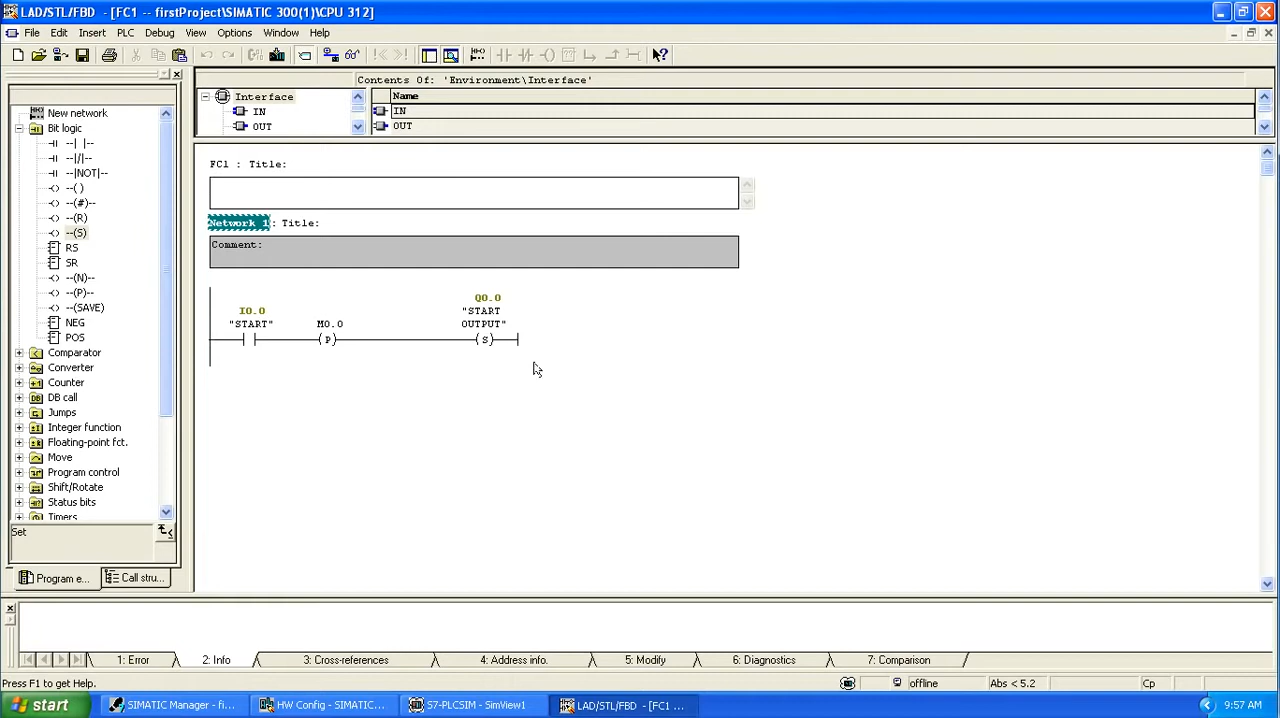 LAD/STL/FBD - [FC1 -- firstProject\SIMATIC 300(1)\CPU 312]
File Edit Insert PLC Debug View Options Window Help
Contents Of: 'Environment\Interface'
Interface
IN
OUT
Name
IN
OUT
New network
Bit logic
--| |--
--|/|--
--|NOT|--
--( )
--(#)--
--(R)
--(S)
RS
SR
--(N)--
--(P)--
--(SAVE)
NEG
POS
Comparator
Converter
Counter
DB call
Jumps
Integer function
Floating-point fct.
Move
Program control
Shift/Rotate
Status bits
Timers
Set
Program e...
Call stru...
FC1 : Title:
Network 1: Title:
Comment:
I0.0
"START"
M0.0
P
Q0.0
"START
OUTPUT"
S
1: Error
2: Info
3: Cross-references
4: Address info.
5: Modify
6: Diagnostics
7: Comparison
Press F1 to get Help.
offline
Abs < 5.2
Cp
start
SIMATIC Manager - fi...
HW Config - SIMATIC...
S7-PLCSIM - SimView1
LAD/STL/FBD - [FC1 ...
9:57 AM